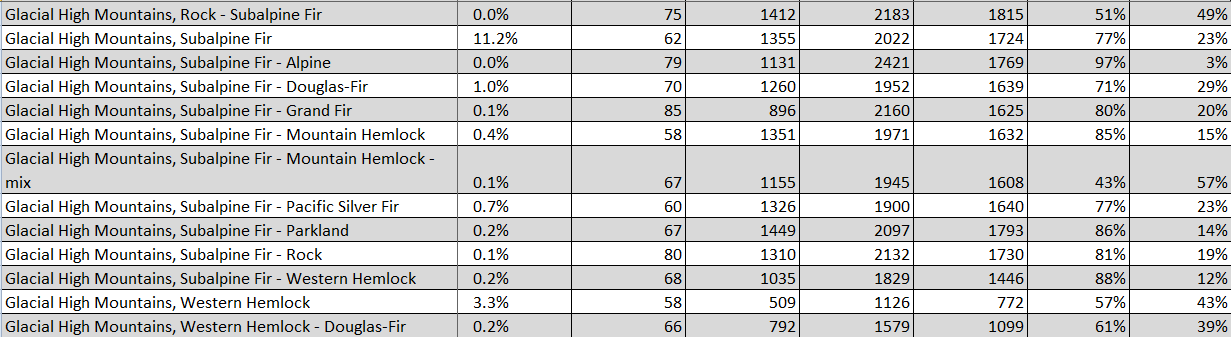 Glacial High Mountains, Rock - Subalpine Fir 0.0% 75 1412 2183 1815 51% 49%
Glacial High Mountains, Subalpine Fir 11.2% 62 1355 2022 1724 77% 23%
Glacial High Mountains, Subalpine Fir - Alpine 0.0% 79 1131 2421 1769 97% 3%
Glacial High Mountains, Subalpine Fir - Douglas-Fir 1.0% 70 1260 1952 1639 71% 29%
Glacial High Mountains, Subalpine Fir - Grand Fir 0.1% 85 896 2160 1625 80% 20%
Glacial High Mountains, Subalpine Fir - Mountain Hemlock 0.4% 58 1351 1971 1632 85% 15%
Glacial High Mountains, Subalpine Fir - Mountain Hemlock -
mix 0.1% 67 1155 1945 1608 43% 57%
Glacial High Mountains, Subalpine Fir - Pacific Silver Fir 0.7% 60 1326 1900 1640 77% 23%
Glacial High Mountains, Subalpine Fir - Parkland 0.2% 67 1449 2097 1793 86% 14%
Glacial High Mountains, Subalpine Fir - Rock 0.1% 80 1310 2132 1730 81% 19%
Glacial High Mountains, Subalpine Fir - Western Hemlock 0.2% 68 1035 1829 1446 88% 12%
Glacial High Mountains, Western Hemlock 3.3% 58 509 1126 772 57% 43%
Glacial High Mountains, Western Hemlock - Douglas-Fir 0.2% 66 792 1579 1099 61% 39%